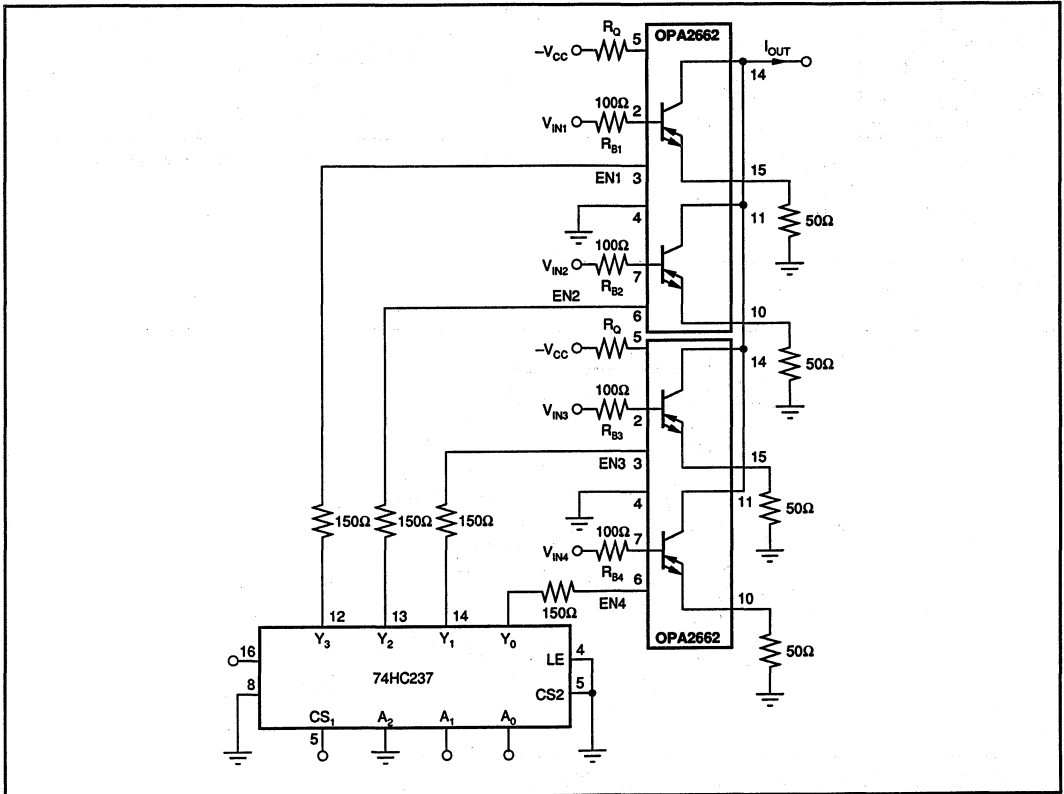 R_Q 5 OPA2662
-V_CC I_OUT
14
100Ω
V_IN1 2
R_B1
15
EN1 3
4 11 50Ω
100Ω
V_IN2 7
R_B2
EN2 10
6
R_Q
-V_CC 5 14 50Ω
100Ω
V_IN3 2
R_B3
EN3 3 15
4 11 50Ω
150Ω 150Ω 150Ω
100Ω
V_IN4 7
R_B4 6
150Ω EN4 10
12 13 14
Y_3 Y_2 Y_1 Y_0 OPA2662
16 LE 4 50Ω
74HC237
8 CS2 5
CS_1 A_2 A_1 A_0
5